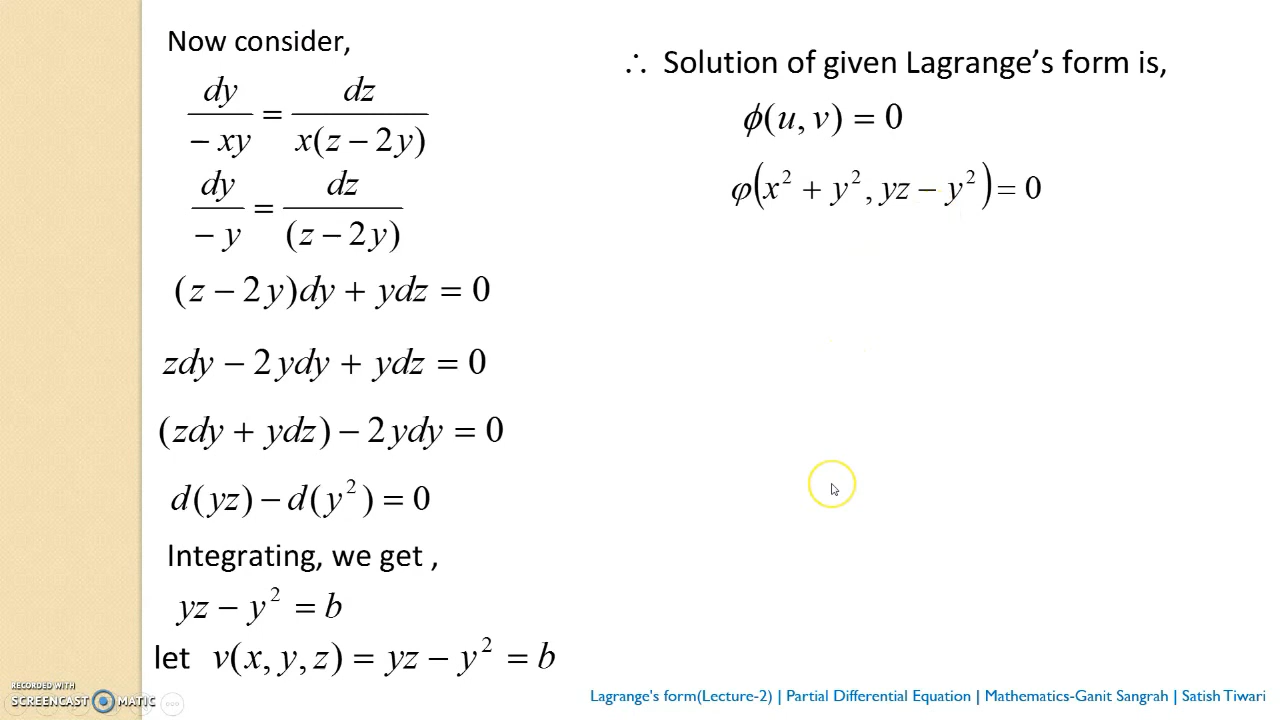 Now consider,
dy/(− xy) = dz/(x(z − 2y))
dy/(− y) = dz/((z − 2y))
(z − 2y)dy + ydz = 0
zdy − 2ydy + ydz = 0
(zdy + ydz) − 2ydy = 0
d(yz) − d(y²) = 0
Integrating, we get ,
yz − y² = b
let v(x, y, z) = yz − y² = b
∴ Solution of given Lagrange’s form is,
ϕ(u, v) = 0
φ(x² + y², yz − y²) = 0
RECORDED WITH
SCREENCAST MATIC
Lagrange's form(Lecture-2) | Partial Differential Equation | Mathematics-Ganit Sangrah | Satish Tiwari